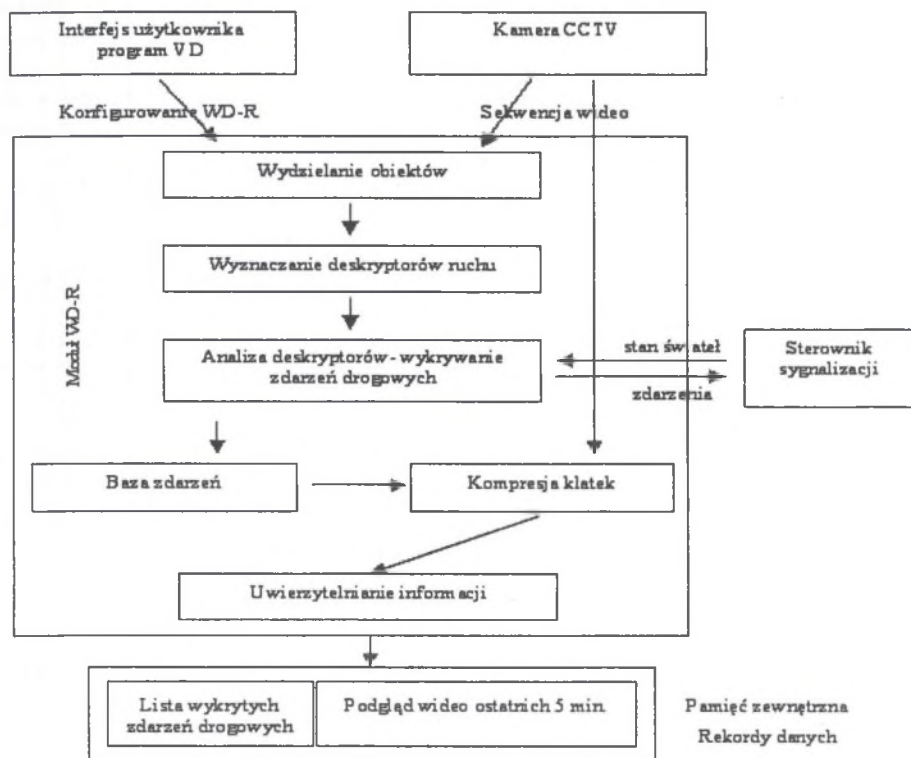 Interfejs użytkownika
program VD
Kamera CCTV
Konfigurowanie WD-R
Sekwencja wideo
Wydzielanie obiektów
Wyznaczanie deskryptorów ruchu
Moduł WD-R
Analiza deskryptorów - wykrywanie
zdarzeń drogowych
stan świateł
zdarzenia
Sterownik
sygnalizacji
Baza zdarzeń
Kompresja klatek
Uwierzytelnianie informacji
Lista wykrytych
zdarzeń drogowych
Podgląd wideo ostatnich 5 min.
Pamięć zewnętrzna
Rekordy danych